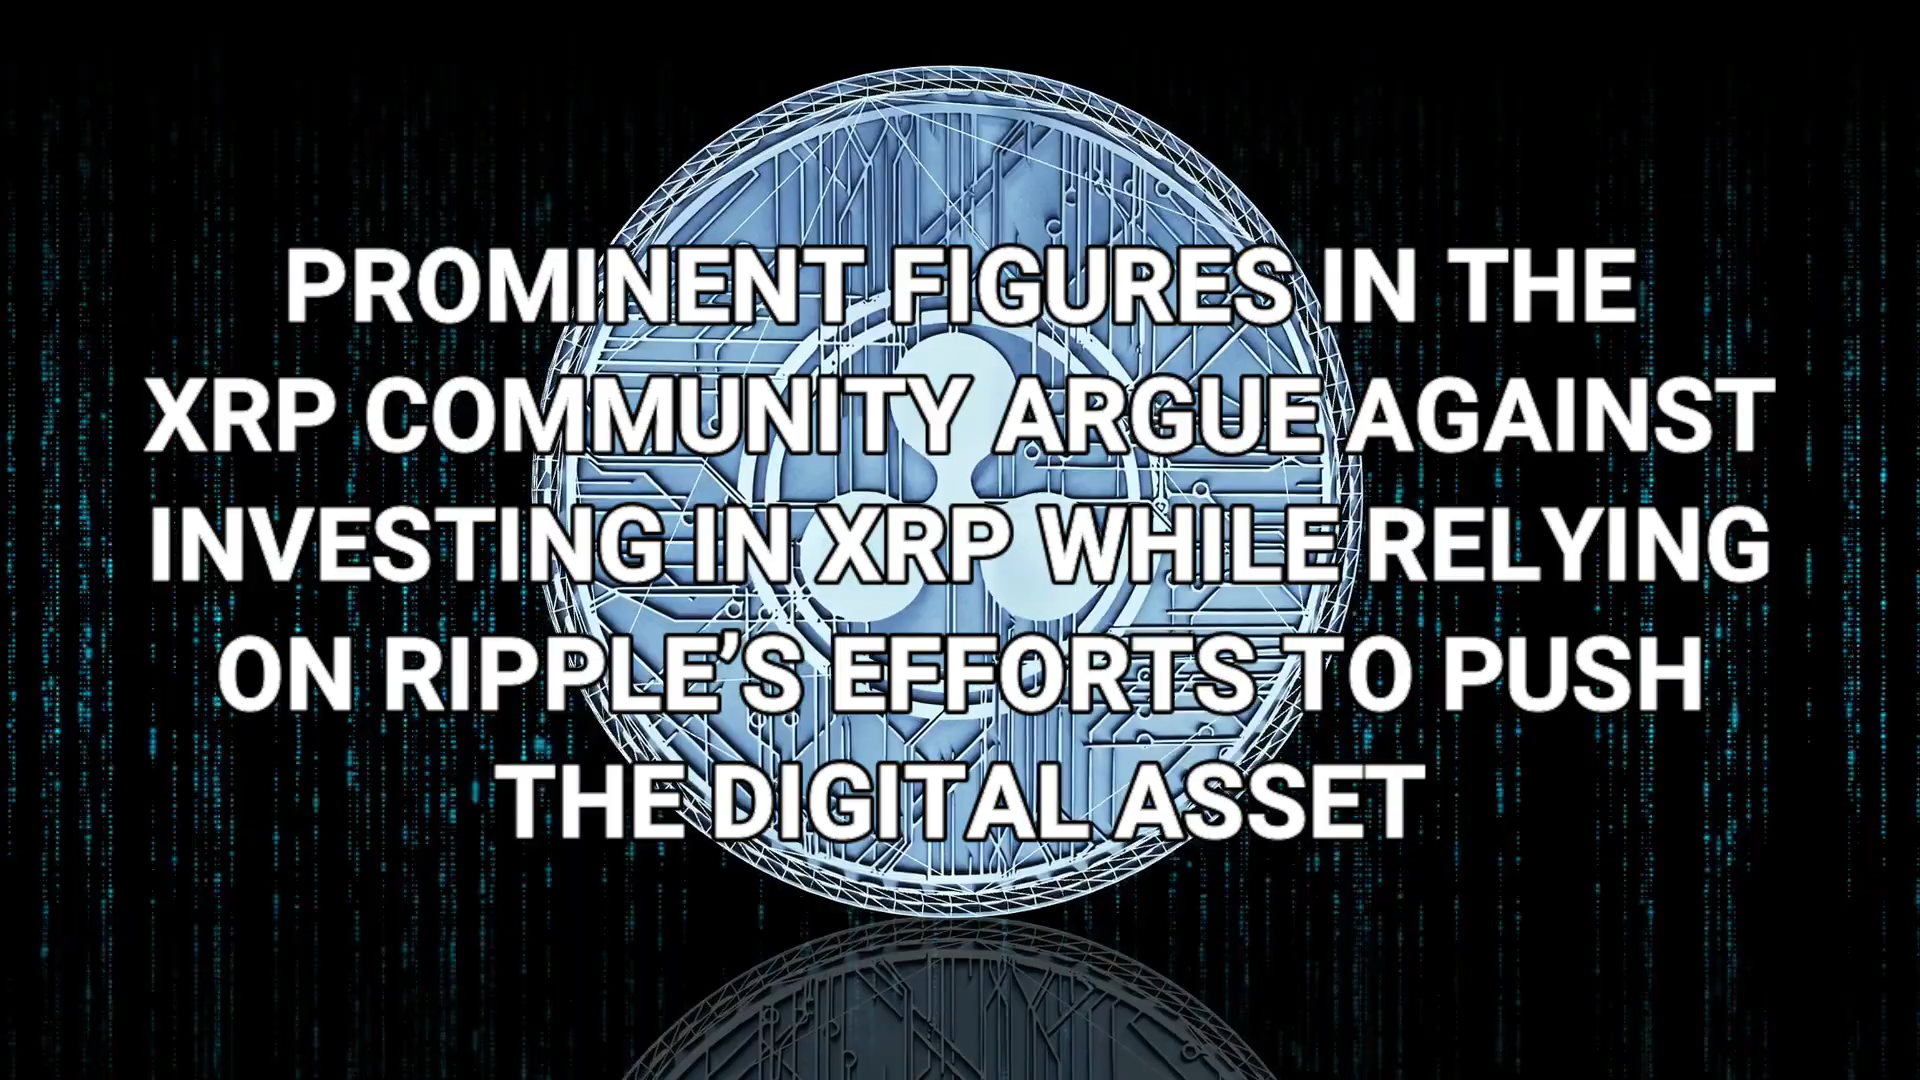 PROMINENT FIGURES IN THE
XRP COMMUNITY ARGUE AGAINST
INVESTING IN XRP WHILE RELYING
ON RIPPLE’S EFFORTS TO PUSH
THE DIGITAL ASSET